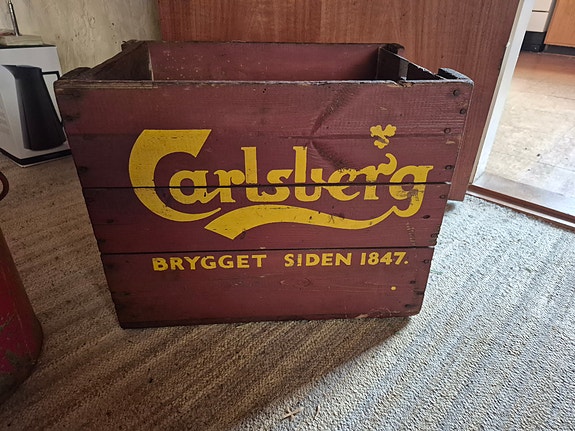 Carlsberg
BRYGGET SIDEN 1847.